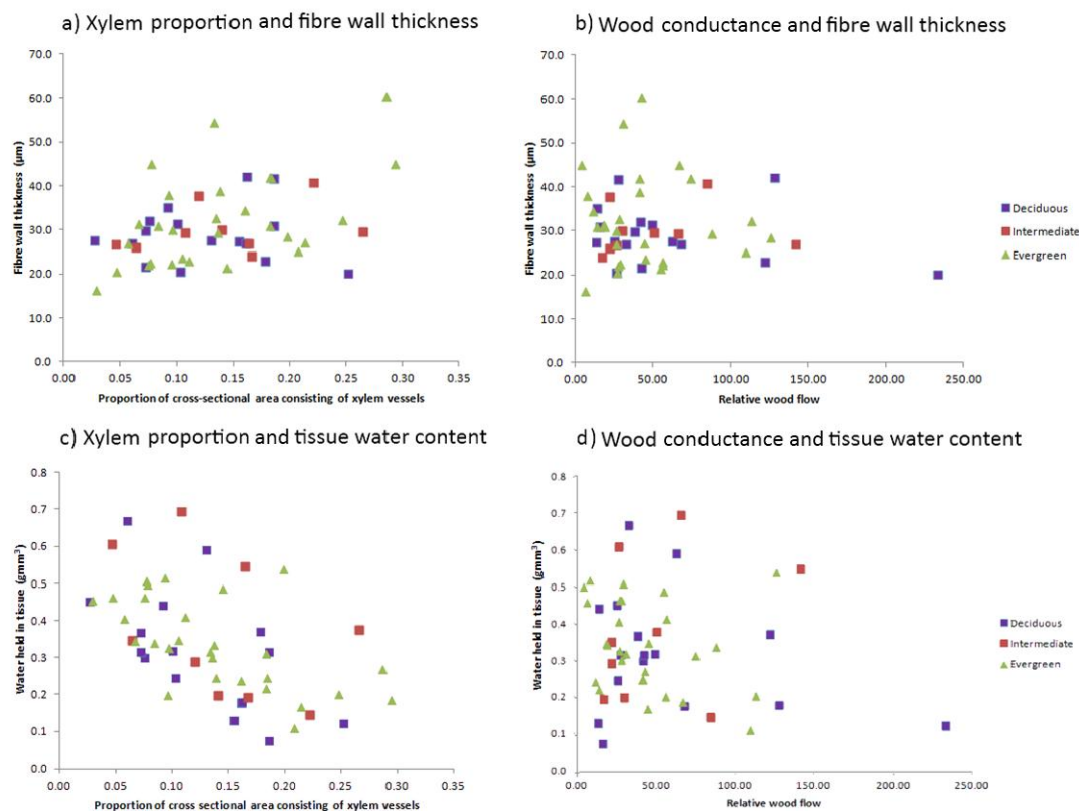 a) Xylem proportion and fibre wall thickness
70.0
60.0
50.0
40.0
30.0
20.0
10.0
0.0
Fibre wall thickness (µm)
0.00 0.05 0.10 0.15 0.20 0.25 0.30 0.35
Proportion of cross-sectional area consisting of xylem vessels
b) Wood conductance and fibre wall thickness
70.0
60.0
50.0
40.0
30.0
20.0
10.0
0.0
Fibre wall thickness (µm)
0.00 50.00 100.00 150.00 200.00 250.00
Relative wood flow
Deciduous
Intermediate
Evergreen
c) Xylem proportion and tissue water content
0.8
0.7
0.6
0.5
0.4
0.3
0.2
0.1
0.0
Water held in tissue (gmm³)
0.00 0.05 0.10 0.15 0.20 0.25 0.30 0.35
Proportion of cross sectional area consisting of xylem vessels
d) Wood conductance and tissue water content
0.8
0.7
0.6
0.5
0.4
0.3
0.2
0.1
0.0
Water held in tissue (gmm³)
0.00 50.00 100.00 150.00 200.00 250.00
Relative wood flow
Deciduous
Intermediate
Evergreen